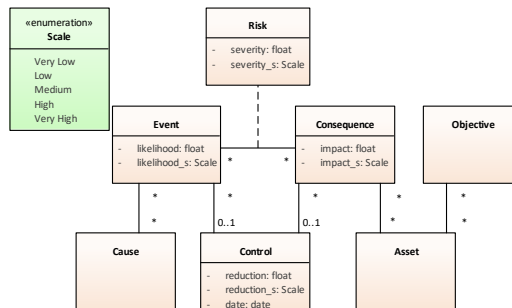 «enumeration»
Scale
Very Low
Low
Medium
High
Very High
Risk
- severity: float
- severity_s: Scale
Event
- likelihood: float
- likelihood_s: Scale
Consequence
- impact: float
- impact_s: Scale
Objective
* *
* * * * *
* 0..1 0..1 * *
Cause
Control
- reduction: float
- reduction_s: Scale
- date: date
Asset